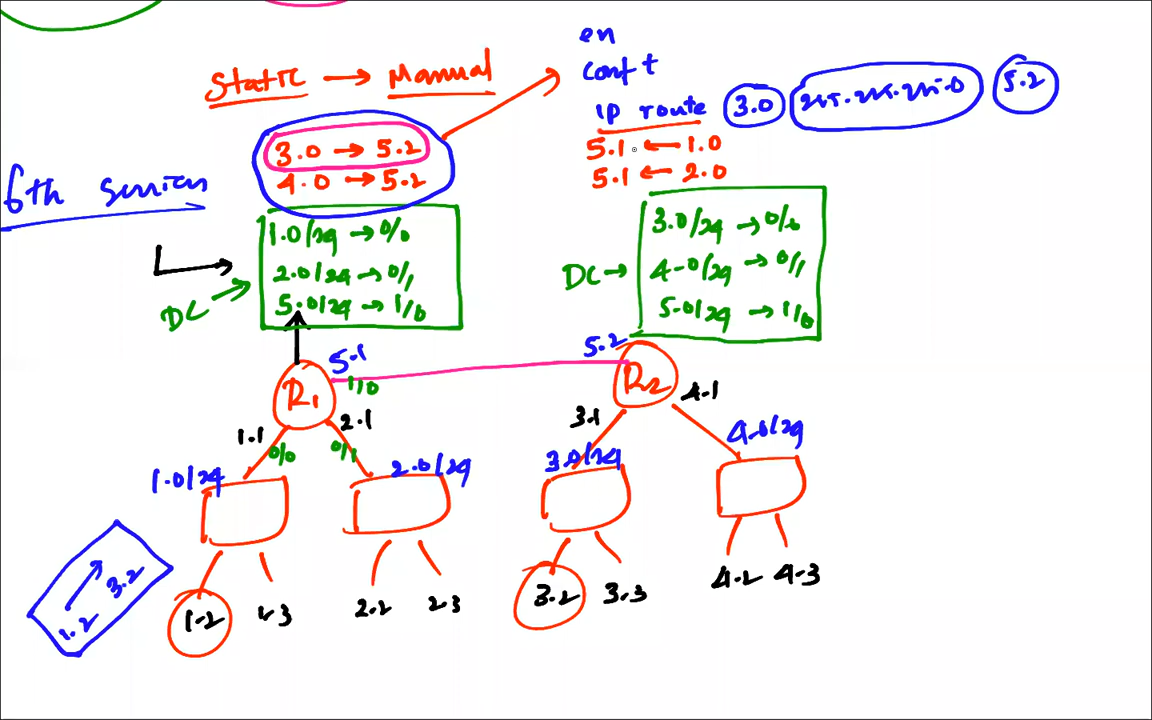 en
conf t
Static → Manual
ip route 3.0 255.255.255.0 5.2
3.0 → 5.2
4.0 → 5.2
5.1 ← 1.0
5.1 ← 2.0
6th
DC →
1.0/24 → 0/0
2.0/24 → 0/1
5.0/24 → 1/0
DC →
3.0/24 → 0/0
4.0/24 → 0/1
5.0/24 → 1/0
5.1
5.2
R1
1/0
R2
1.1
2.1
3.1
4.1
0/0
0/1
1.0/24
2.0/24
3.0/24
4.0/24
1.2 → 3.2
1.2
1.3
2.2
2.3
3.2
3.3
4.2
4.3